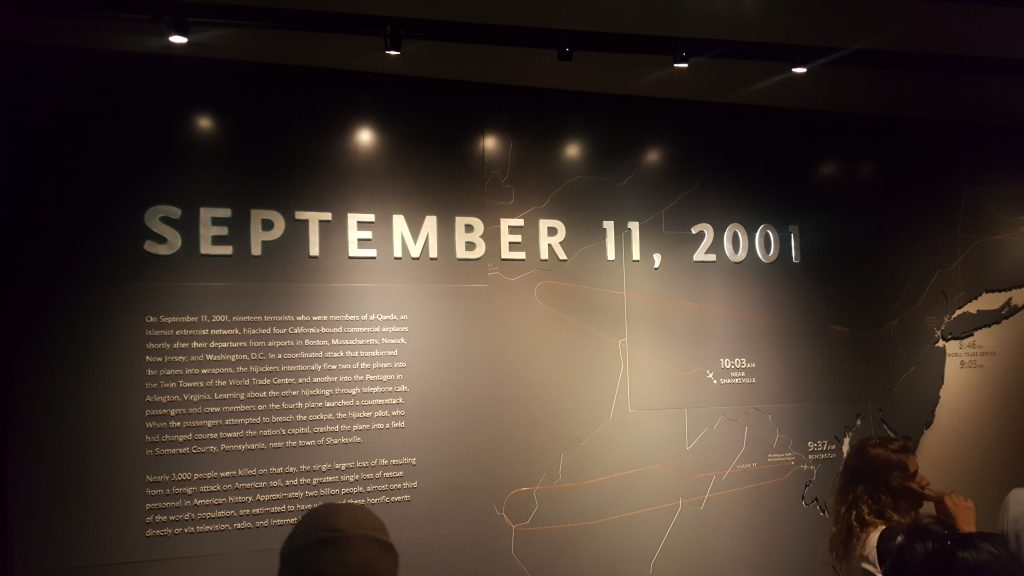 SEPTEMBER 11, 2001
On September 11, 2001, nineteen terrorists who were members of al-Qaeda, an
Islamist extremist network, hijacked four California-bound commercial airplanes
shortly after their departures from airports in Boston, Massachusetts; Newark,
New Jersey; and Washington, D.C. In a coordinated attack that transformed
the planes into weapons, the hijackers intentionally flew two of the planes into
the Twin Towers of the World Trade Center, and another into the Pentagon in
Arlington, Virginia. Learning about the other hijackings through telephone calls,
passengers and crew members on the fourth plane launched a counterattack.
When the passengers attempted to breach the cockpit, the hijacker pilot, who
had changed course toward the nation's capital, crashed the plane into a field
in Somerset County, Pennsylvania, near the town of Shanksville.
Nearly 3,000 people were killed on that day, the single largest loss of life resulting
from a foreign attack on American soil, and the greatest single loss of rescue
personnel in American history. Approximately two billion people, almost one third
of the world's population, are estimated to have these horrific events
directly or via television, radio, and Internet
10:03 AM
NEAR
SHANKSVILLE
8:46 AM
WORLD TRADE CENTER
9:03 AM
9:37 AM
PENTAGON